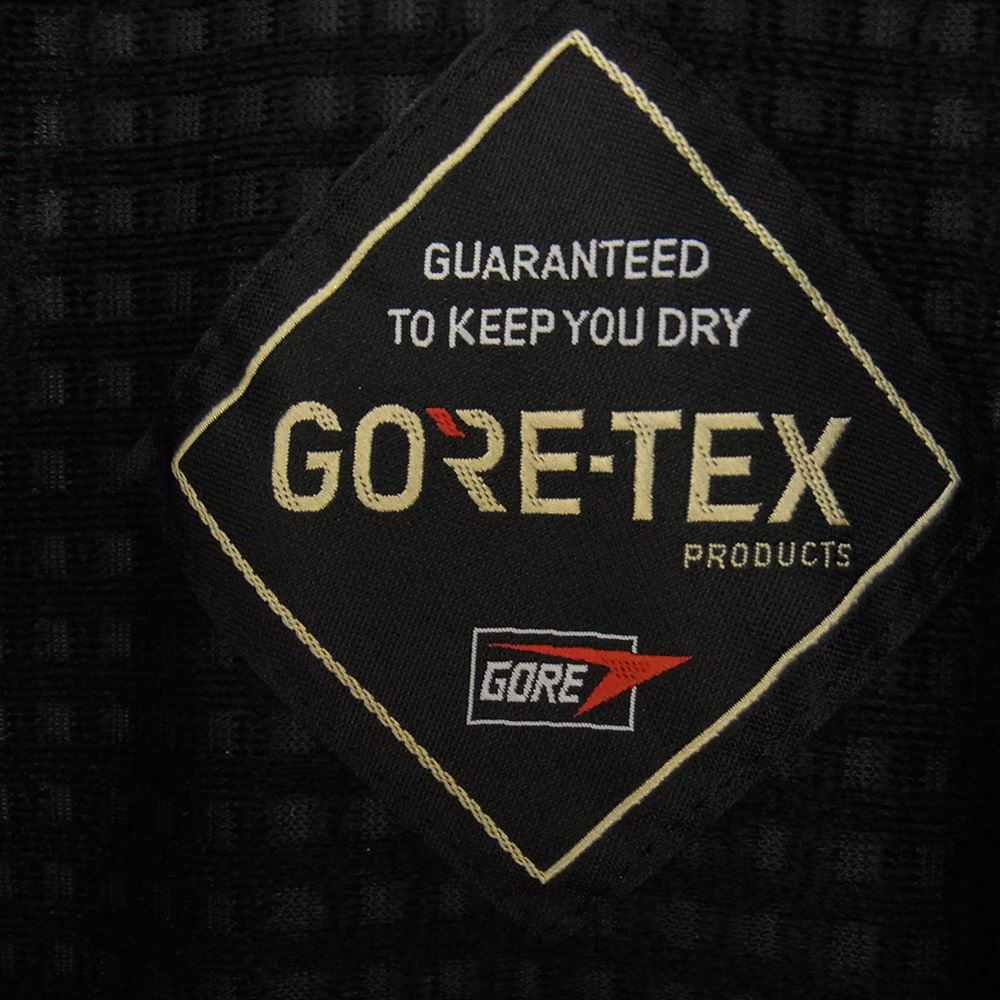 GUARANTEED
TO KEEP YOU DRY
GORE-TEX
PRODUCTS
GORE